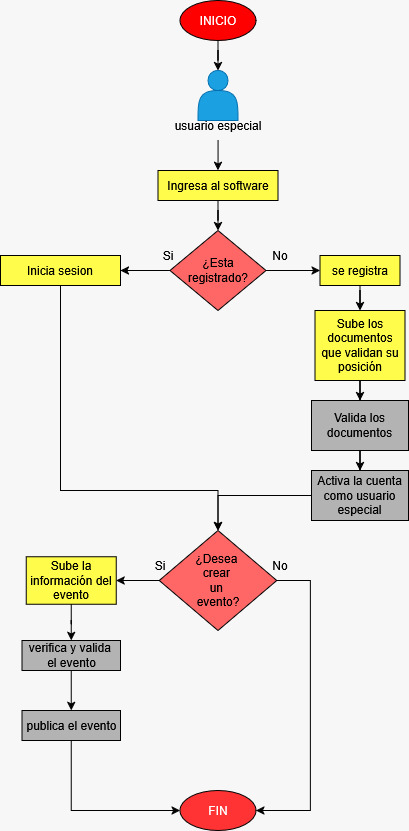 INICIO
usuario especial
Ingresa al software
¿Esta
registrado?
Si
No
Inicia sesion
se registra
Sube los
documentos
que validan su
posición
Valida los
documentos
Activa la cuenta
como usuario
especial
¿Desea
crear
un
evento?
Si
No
Sube la
información del
evento
verifica y valida
el evento
publica el evento
FIN